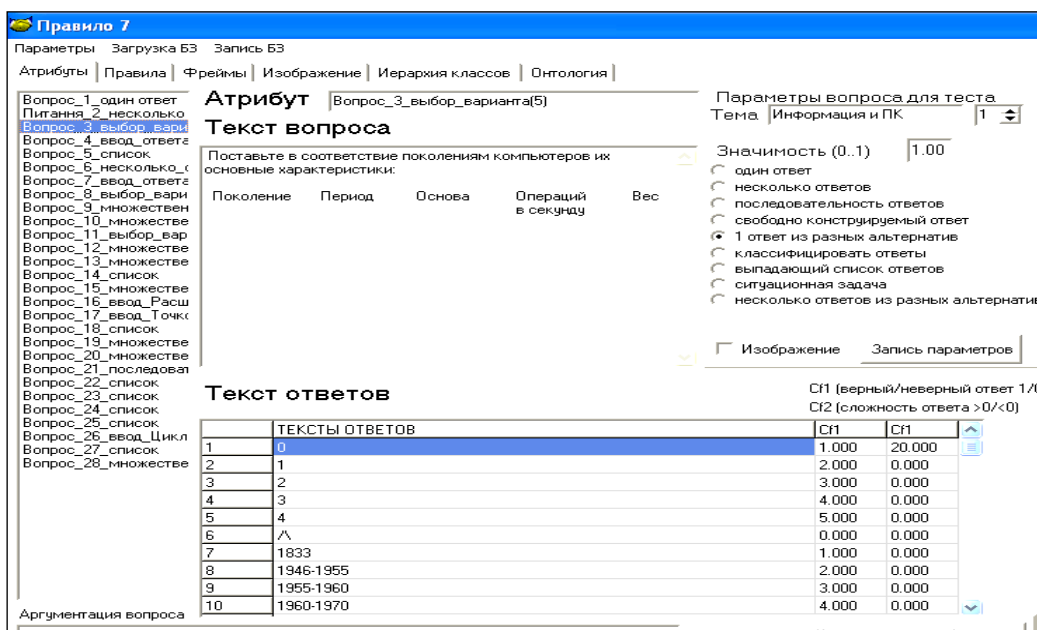 Правило 7
Параметры Загрузка БЗ Запись БЗ
Атрибуты Правила Фреймы Изображение Иерархия классов Онтология
Вопрос_1_один ответ
Питання_2_несколько
Вопрос_3_выбор_вари
Вопрос_4_ввод_ответа
Вопрос_5_список
Вопрос_6_несколько_о
Вопрос_7_ввод_ответа
Вопрос_8_выбор_вари
Вопрос_9_множествен
Вопрос_10_множестве
Вопрос_11_выбор_вар
Вопрос_12_множестве
Вопрос_13_множестве
Вопрос_14_список
Вопрос_15_множестве
Вопрос_16_ввод_Расш
Вопрос_17_ввод_Точко
Вопрос_18_список
Вопрос_19_множестве
Вопрос_20_множестве
Вопрос_21_последоват
Вопрос_22_список
Вопрос_23_список
Вопрос_24_список
Вопрос_25_список
Вопрос_26_ввод_Цикл
Вопрос_27_список
Вопрос_28_множестве
Аргументация вопроса
Атрибут Вопрос_3_выбор_варианта(5)
Текст вопроса
Поставьте в соответствие поколениям компьютеров их
основные характеристики:
Поколение Период Основа Операций Вес
в секунду
Параметры вопроса для теста
Тема Информация и ПК 1
Значимость (0..1) 1.00
один ответ
несколько ответов
последовательность ответов
свободно конструируемый ответ
1 ответ из разных альтернатив
классифицировать ответы
выпадающий список ответов
ситуационная задача
несколько ответов из разных альтернатив
Изображение Запись параметров
Текст ответов
Cf1 (верный/неверный ответ 1/0
Cf2 (сложность ответа >0/<0)
ТЕКСТЫ ОТВЕТОВ Cf1 Cf1
1 0 1.000 20.000
2 1 2.000 0.000
3 2 3.000 0.000
4 3 4.000 0.000
5 4 5.000 0.000
6 /\ 0.000 0.000
7 1833 1.000 0.000
8 1946-1955 2.000 0.000
9 1955-1960 3.000 0.000
10 1960-1970 4.000 0.000